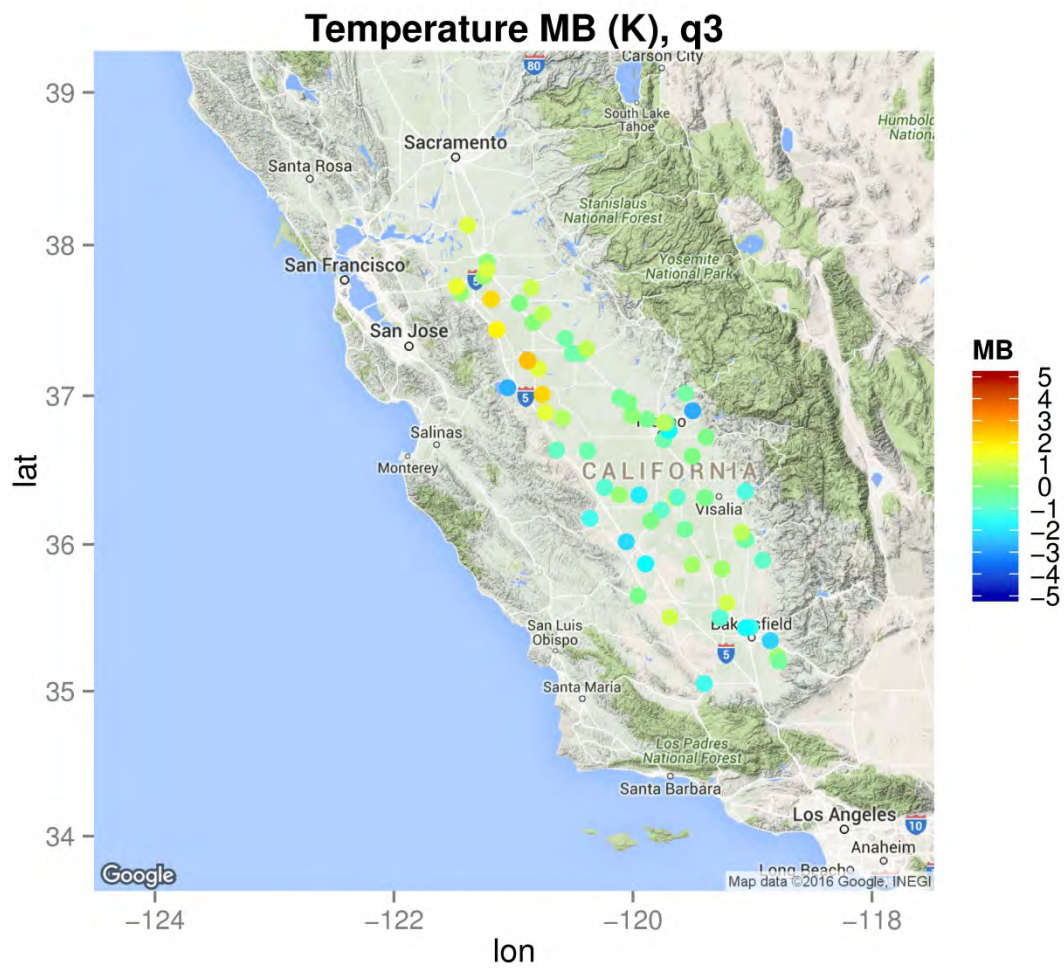 Temperature MB (K), q3
80
Carson City
39
South Lake
Tahoe
Humbol
Nationa
Sacramento
Santa Rosa
Stanislaus
National Forest
38
San Francisco
5
Yosemite
National Park
San Jose
MB
5
4
3
2
1
0
−1
−2
−3
−4
−5
37
5
lat
Salinas
Monterey
CALIFORNIA
Visalia
36
San Luis
Obispo
5
35
Santa Maria
Los Padres
National Forest
Santa Barbara
Los Angeles
10
34
Anaheim
Long Beach
Google
Map data ©2016 Google, INEGI
−124
−122
−120
−118
lon